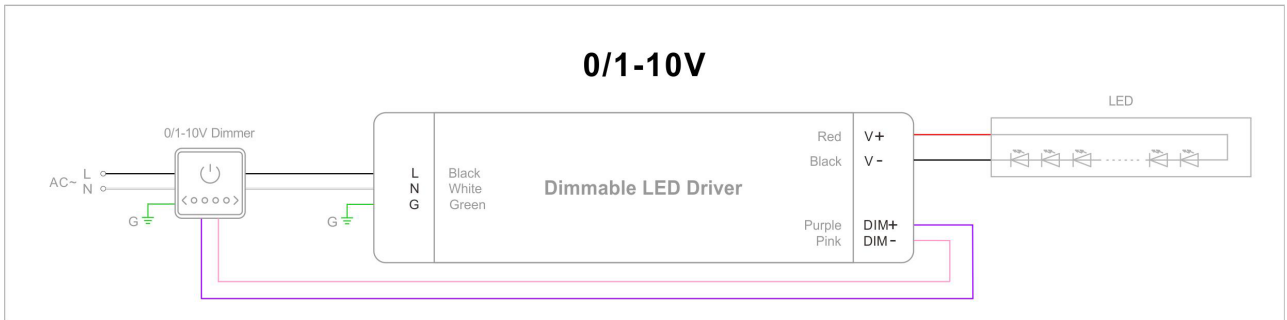 0/1-10V
LED
0/1-10V Dimmer
AC~ L
N
G
G
L Black
N White
G Green
Dimmable LED Driver
Red V+
Black V-
Purple DIM+
Pink DIM-